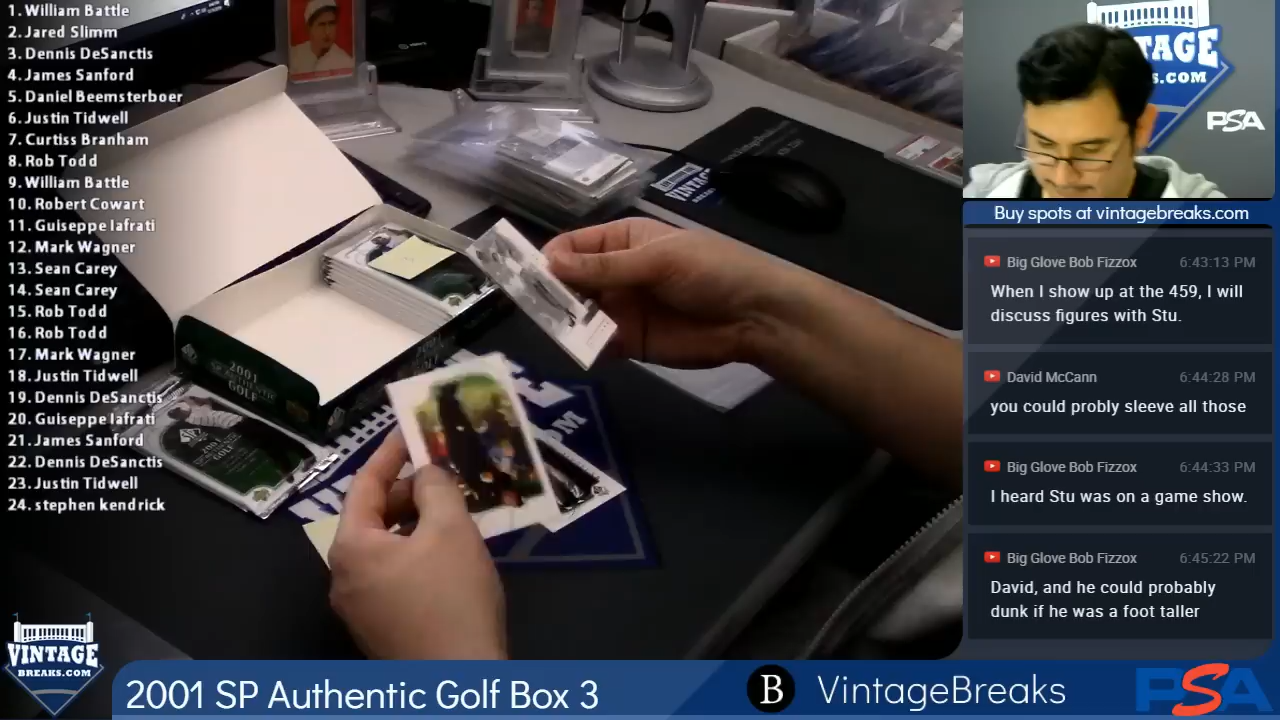 1. William Battle
2. Jared Slimm
3. Dennis DeSanctis
4. James Sanford
5. Daniel Beemsterboer
6. Justin Tidwell
7. Curtiss Branham
8. Rob Todd
9. William Battle
10. Robert Cowart
11. Guiseppe Iafrati
12. Mark Wagner
13. Sean Carey
14. Sean Carey
15. Rob Todd
16. Rob Todd
17. Mark Wagner
18. Justin Tidwell
19. Dennis DeSanctis
20. Guiseppe Iafrati
21. James Sanford
22. Dennis DeSanctis
23. Justin Tidwell
24. stephen kendrick
2001
SP AUTHENTIC
GOLF
2001
VINTAGE
BREAKS.COM
TAGE
.COM
PSA
Buy spots at vintagebreaks.com
Big Glove Bob Fizzox 6:43:13 PM
When I show up at the 459, I will
discuss figures with Stu.
David McCann 6:44:28 PM
you could probly sleeve all those
Big Glove Bob Fizzox 6:44:33 PM
I heard Stu was on a game show.
Big Glove Bob Fizzox 6:45:22 PM
David, and he could probably
dunk if he was a foot taller
2001 SP Authentic Golf Box 3
B VintageBreaks
PSA